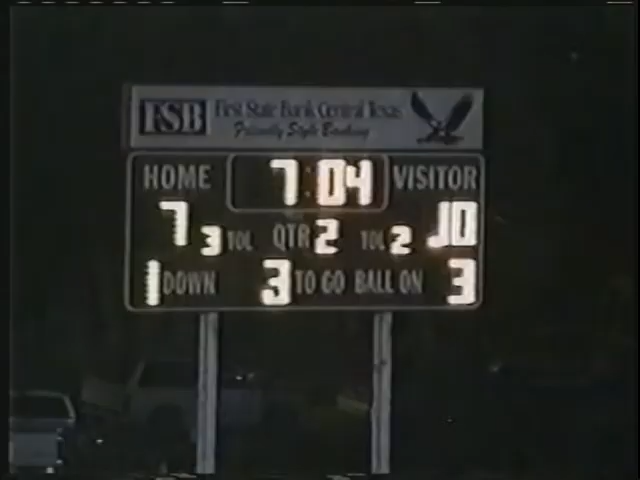 FSB First State Bank Central Texas
Friendly Style Banking
HOME 7:04 VISITOR
7 3 TOL QTR 2 TOL 2 10
1 DOWN 3 TO GO BALL ON 3